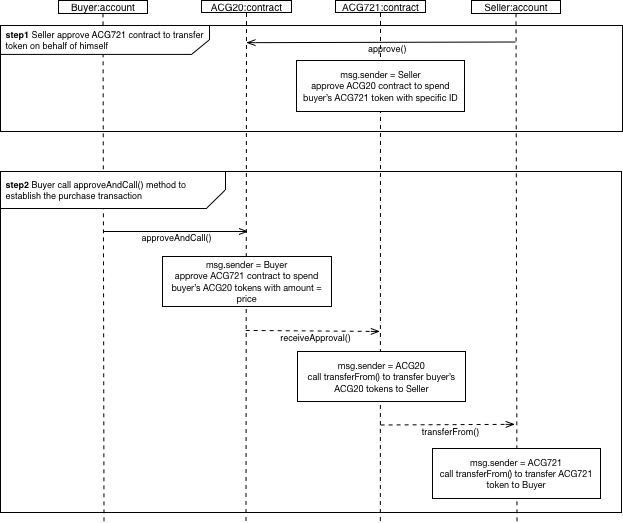 Buyer:account
ACG20:contract
ACG721:contract
Seller:account
step1 Seller approve ACG721 contract to transfer
token on behalf of himself
approve()
msg.sender = Seller
approve ACG20 contract to spend
buyer's ACG721 token with specific ID
step2 Buyer call approveAndCall() method to
establish the purchase transaction
approveAndCall()
msg.sender = Buyer
approve ACG721 contract to spend
buyer's ACG20 tokens with amount =
price
receiveApproval()
msg.sender = ACG20
call transferFrom() to transfer buyer's
ACG20 tokens to Seller
transferFrom()
msg.sender = ACG721
call transferFrom() to transfer ACG721
token to Buyer